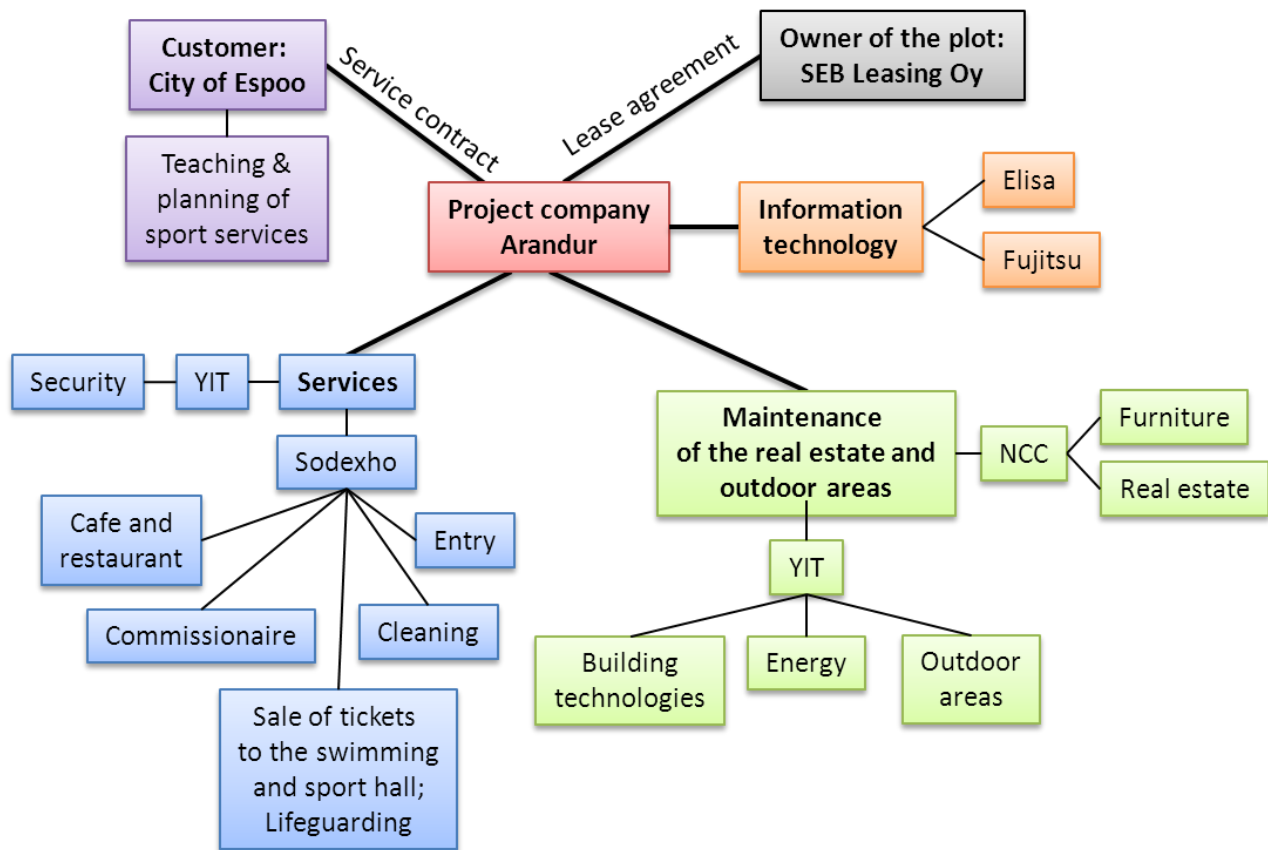 Customer:
City of Espoo
Service contract
Lease agreement
Owner of the plot:
SEB Leasing Oy
Teaching &
planning of
sport services
Project company
Arandur
Information
technology
Elisa
Fujitsu
Security
YIT
Services
Sodexho
Cafe and
restaurant
Commissionaire
Sale of tickets
to the swimming
and sport hall;
Lifeguarding
Cleaning
Entry
Maintenance
of the real estate and
outdoor areas
NCC
Furniture
Real estate
YIT
Building
technologies
Energy
Outdoor
areas